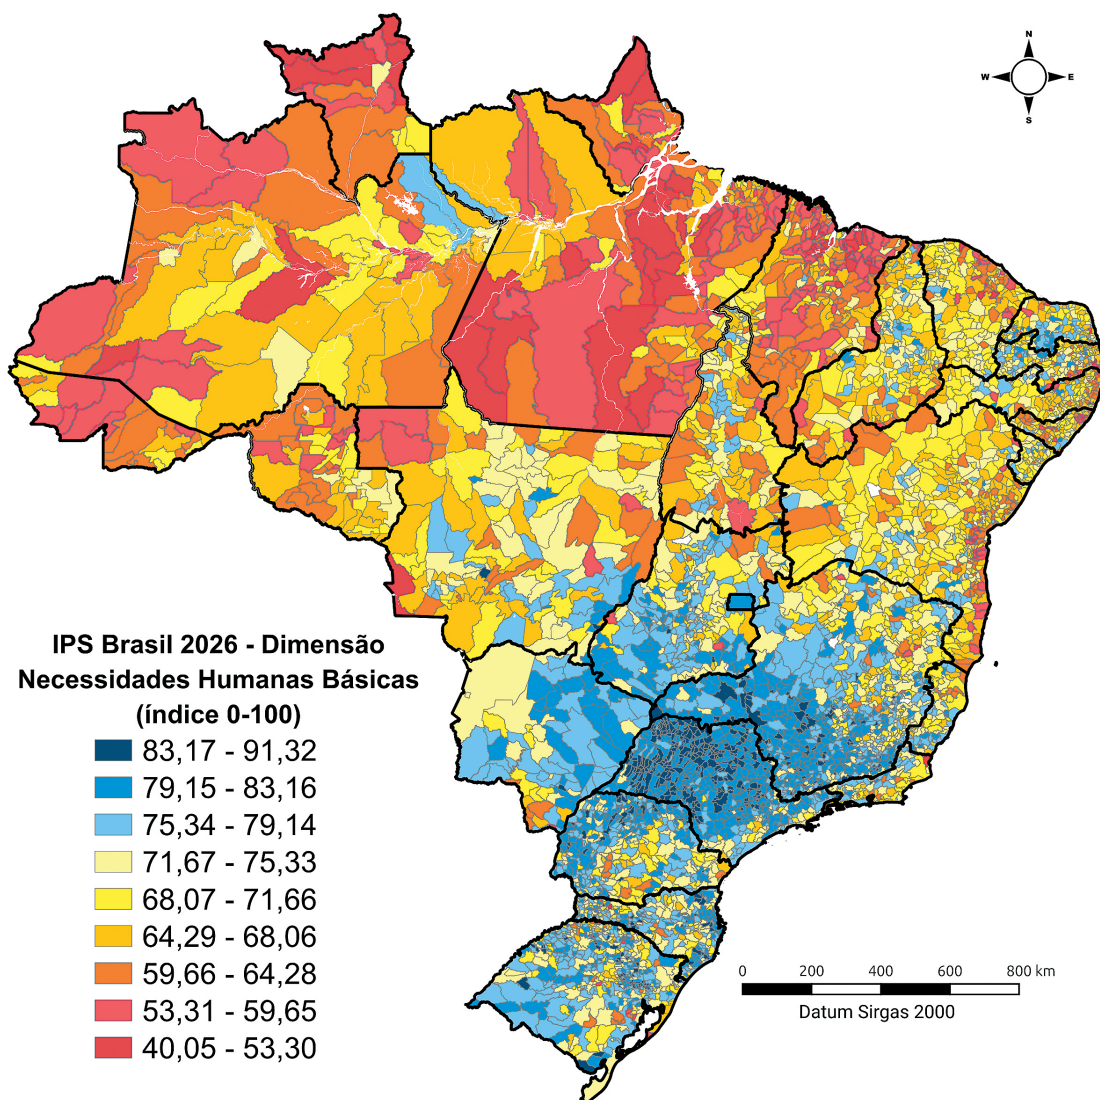 N
W E
S
IPS Brasil 2026 - Dimensão
Necessidades Humanas Básicas
(índice 0-100)
83,17 - 91,32
79,15 - 83,16
75,34 - 79,14
71,67 - 75,33
68,07 - 71,66
64,29 - 68,06
59,66 - 64,28
53,31 - 59,65
40,05 - 53,30
0 200 400 600 800 km
Datum Sirgas 2000